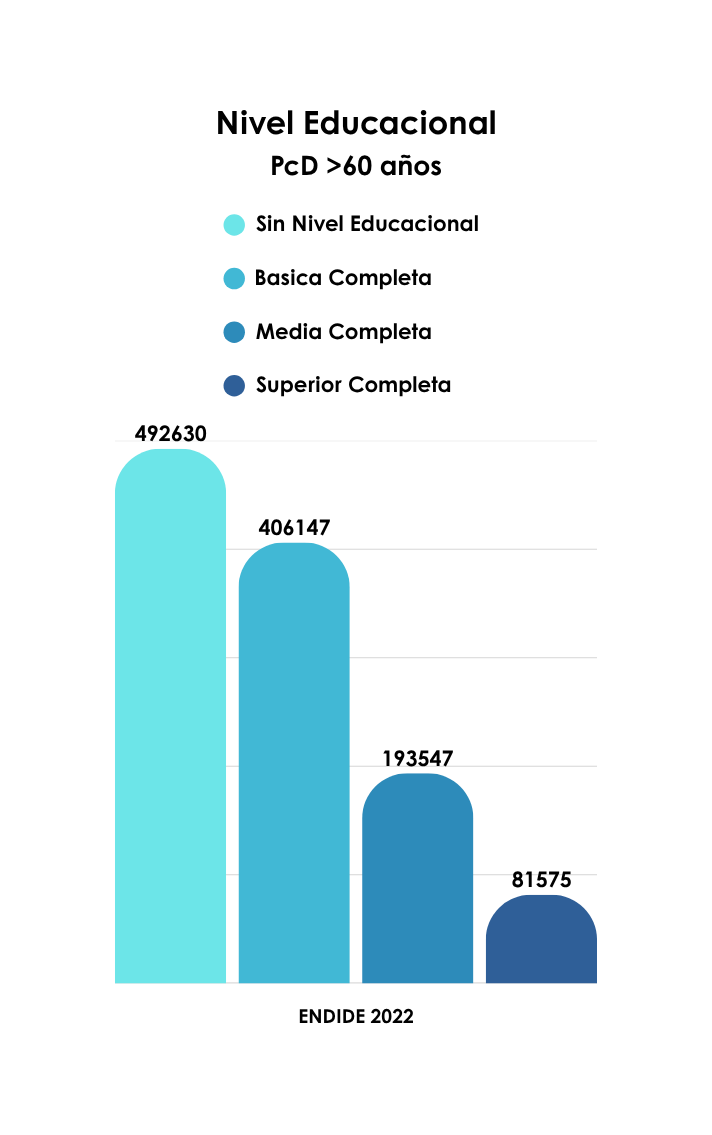 Nivel Educacional
PcD >60 años
Sin Nivel Educacional
Basica Completa
Media Completa
Superior Completa
492630
406147
193547
81575
ENDIDE 2022